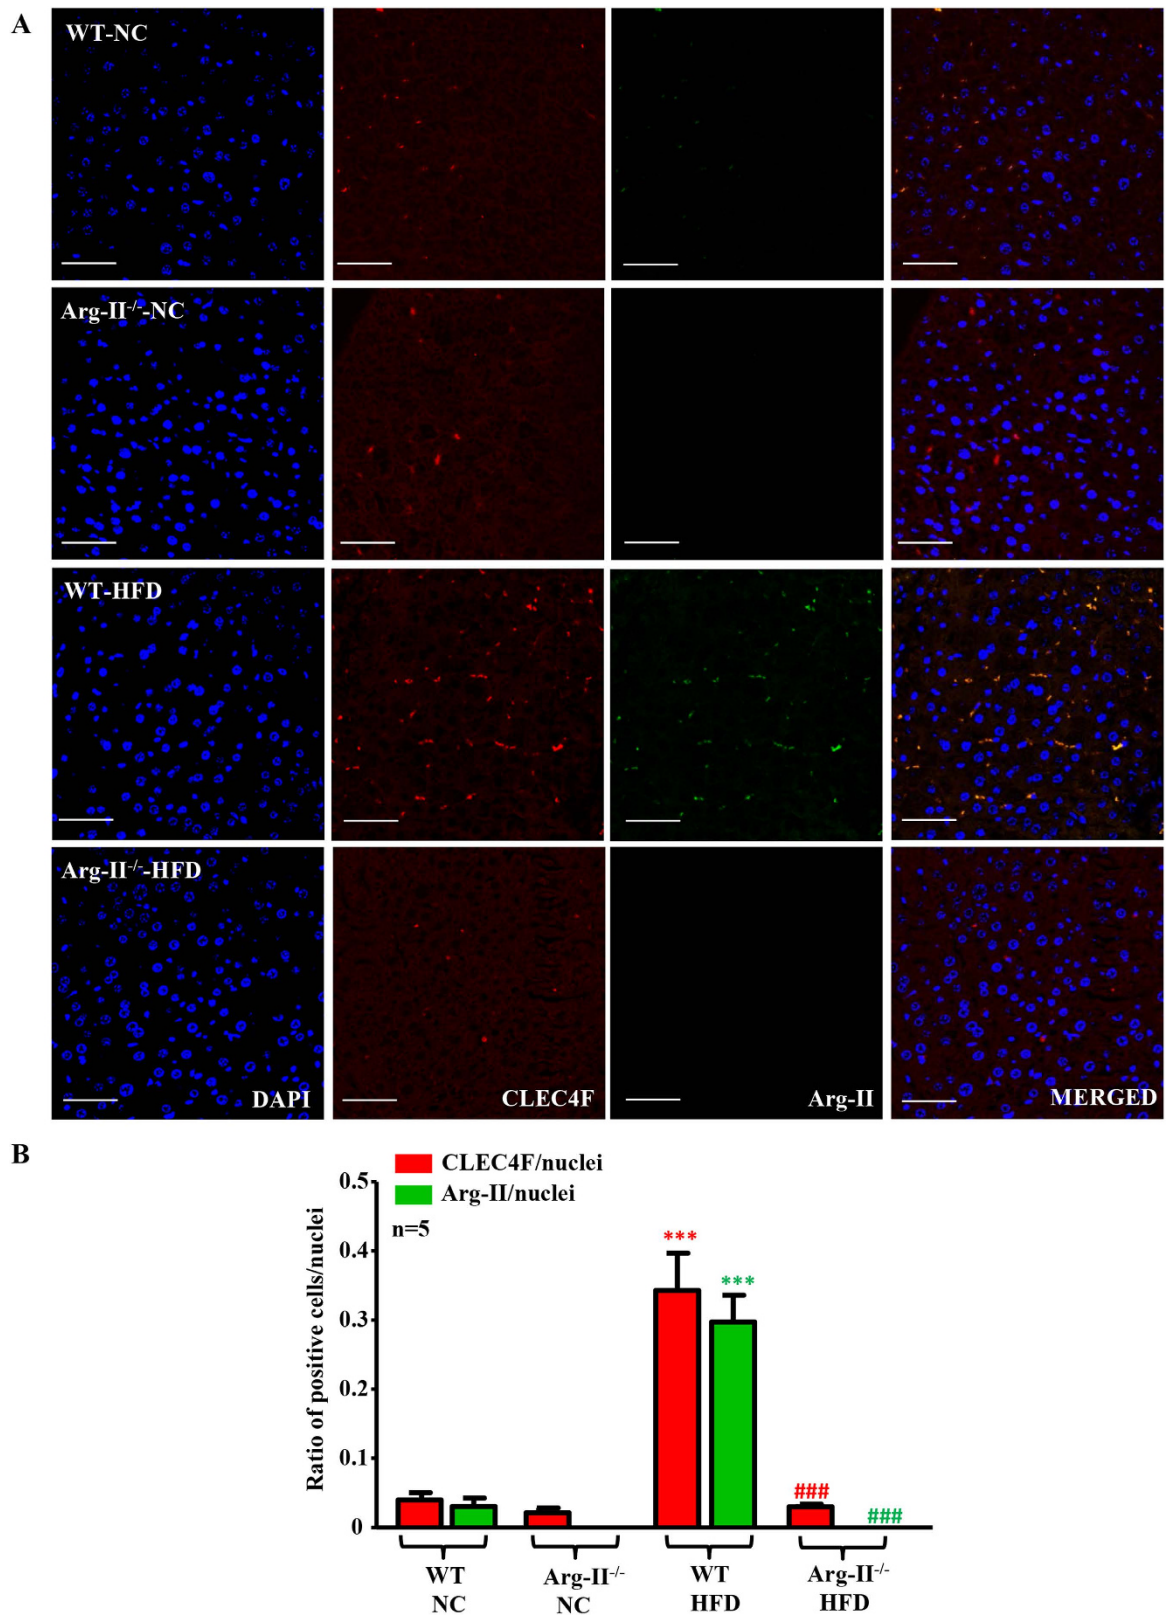 A
WT-NC
Arg-II-/--NC
WT-HFD
Arg-II-/--HFD
DAPI
CLEC4F
Arg-II
MERGED
B
CLEC4F/nuclei
Arg-II/nuclei
n=5
Ratio of positive cells/nuclei
0.5
0.4
0.3
0.2
0.1
0
***
***
###
###
WT
NC
Arg-II-/-
NC
WT
HFD
Arg-II-/-
HFD